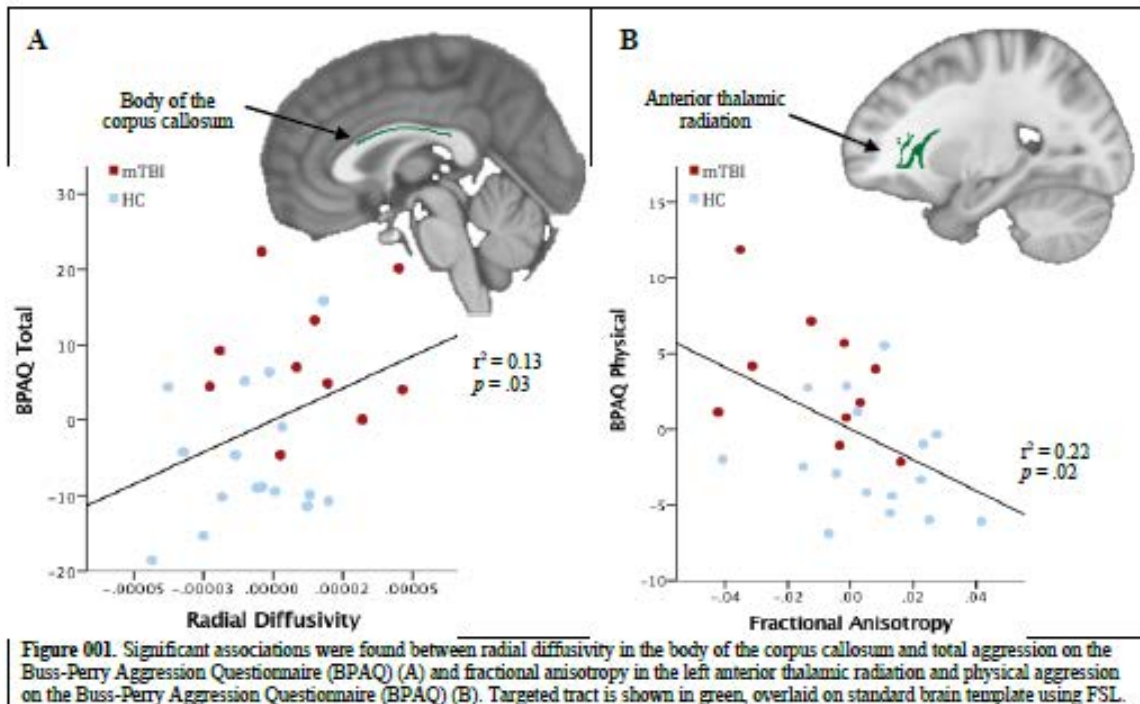 A
Body of the
corpus callosum
mTBI
HC
30
20
10
0
-10
-20
BPAQ Total
r² = 0.13
p = .03
-.00005 -.00003 .00000 .00002 .00005
Radial Diffusivity
B
Anterior thalamic
radiation
mTBI
HC
15
10
5
0
-5
-10
BPAQ Physical
r² = 0.22
p = .02
-.04 -.02 .00 .02 .04
Fractional Anisotropy
Figure 001. Significant associations were found between radial diffusivity in the body of the corpus callosum and total aggression on the
Buss-Perry Aggression Questionnaire (BPAQ) (A) and fractional anisotropy in the left anterior thalamic radiation and physical aggression
on the Buss-Perry Aggression Questionnaire (BPAQ) (B). Targeted tract is shown in green, overlaid on standard brain template using FSL.